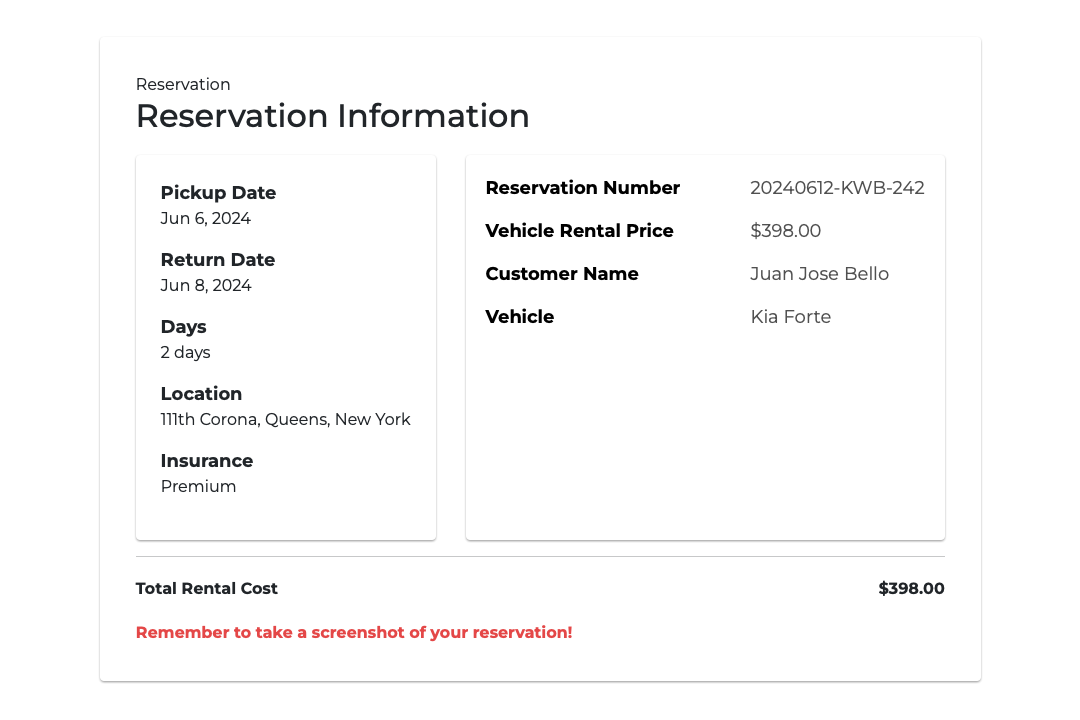 Reservation
Reservation Information
Pickup Date
Jun 6, 2024
Return Date
Jun 8, 2024
Days
2 days
Location
111th Corona, Queens, New York
Insurance
Premium
Reservation Number 20240612-KWB-242
Vehicle Rental Price $398.00
Customer Name Juan Jose Bello
Vehicle Kia Forte
Total Rental Cost $398.00
Remember to take a screenshot of your reservation!